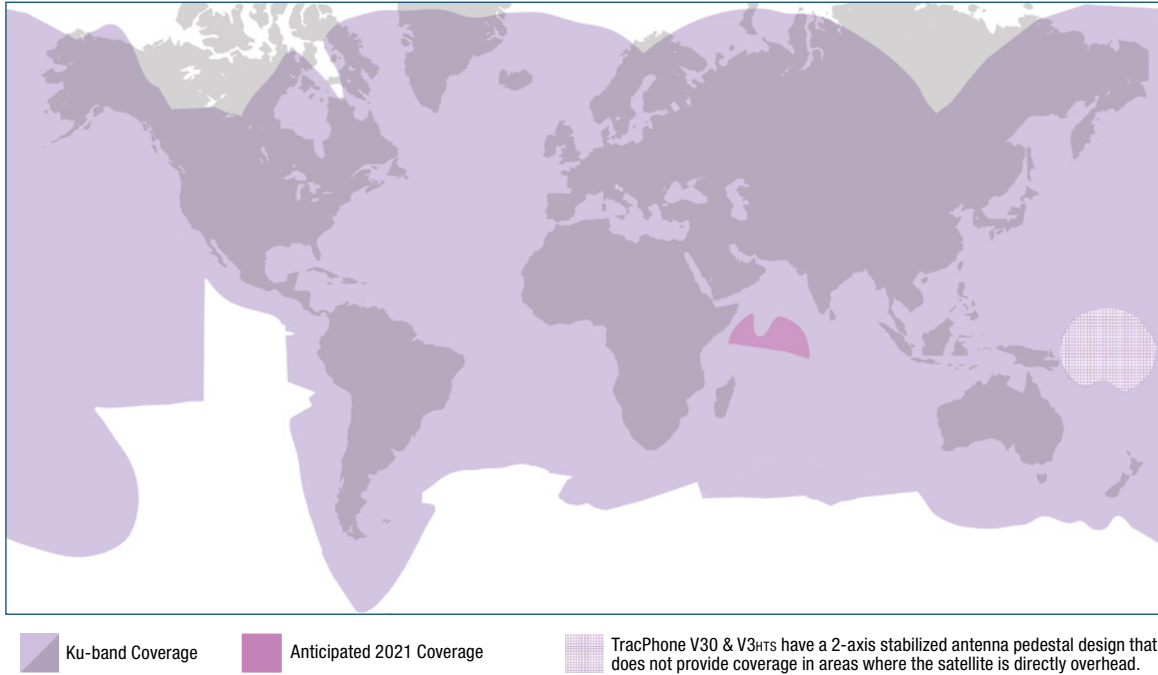 Ku-band Coverage
Anticipated 2021 Coverage
TracPhone V30 & V3HTS have a 2-axis stabilized antenna pedestal design that
does not provide coverage in areas where the satellite is directly overhead.